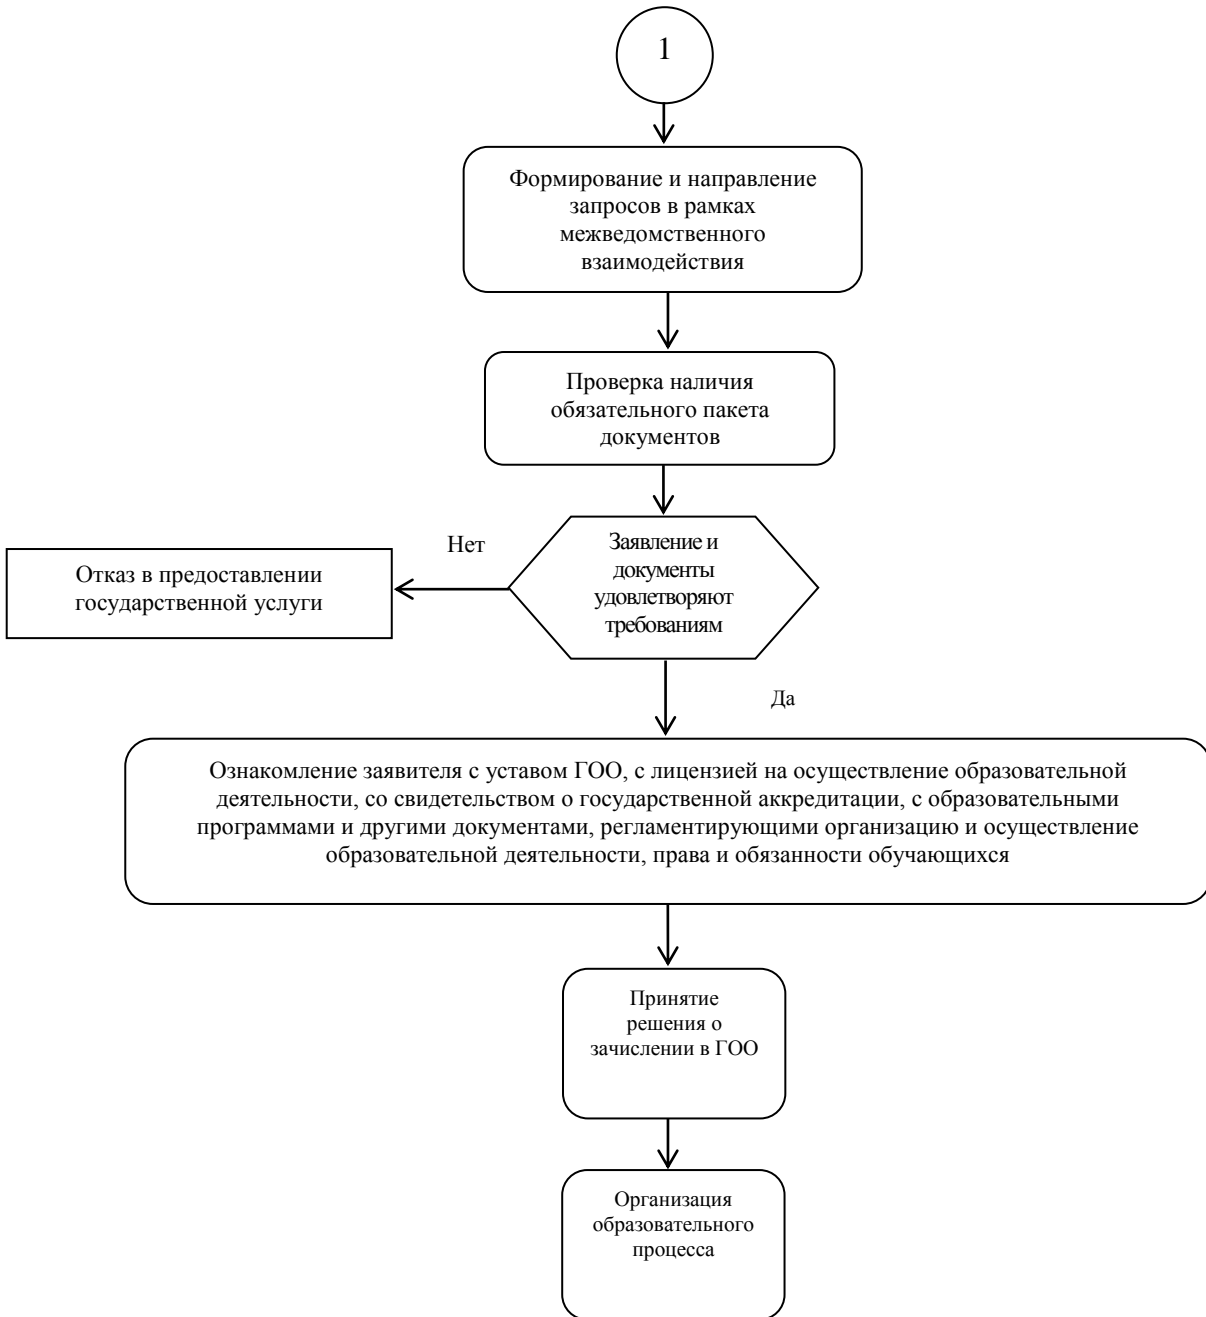 1
Формирование и направление
запросов в рамках
межведомственного
взаимодействия
Проверка наличия
обязательного пакета
документов
Нет
Заявление и
документы
удовлетворяют
требованиям
Отказ в предоставлении
государственной услуги
Да
Ознакомление заявителя с уставом ГОО, с лицензией на осуществление образовательной
деятельности, со свидетельством о государственной аккредитации, с образовательными
программами и другими документами, регламентирующими организацию и осуществление
образовательной деятельности, права и обязанности обучающихся
Принятие
решения о
зачислении в ГОО
Организация
образовательного
процесса